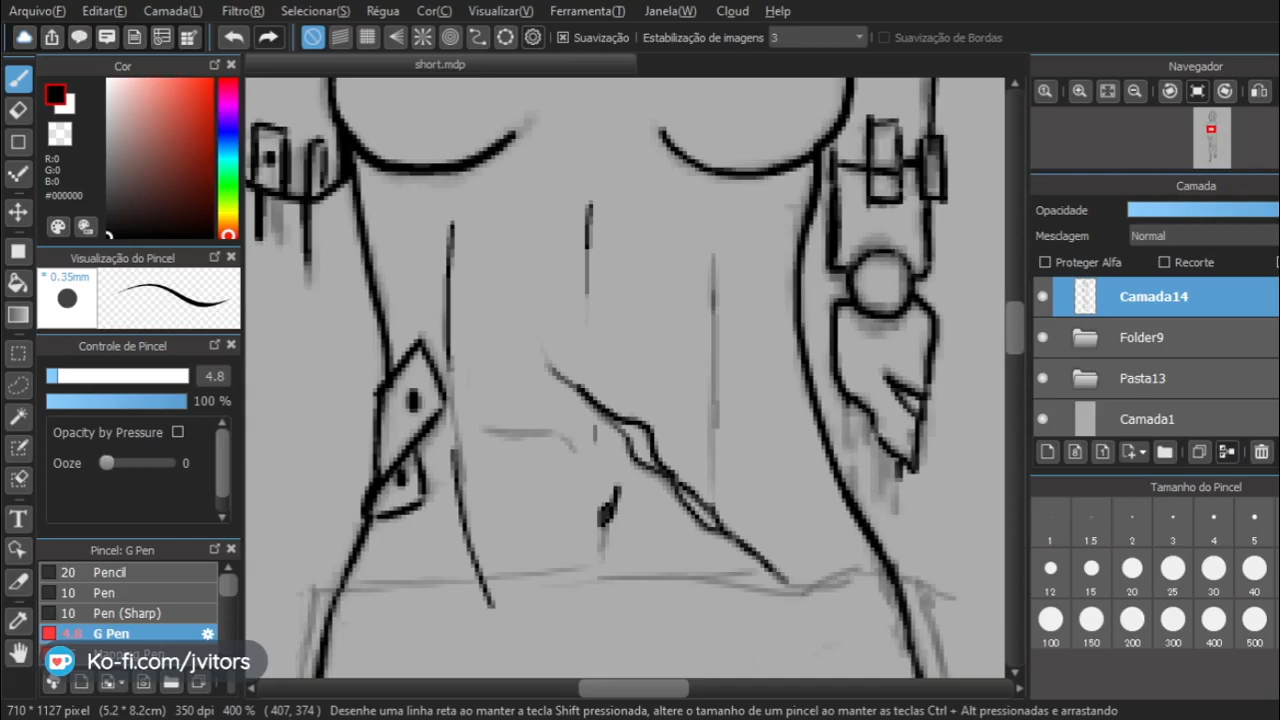 Arquivo(F) Editar(E) Camada(L) Filtro(R) Selecionar(S) Régua Cor(C) Visualizar(V) Ferramenta(T) Janela(W) Cloud Help
Suavização Estabilização de imagens 3 Suavização de Bordas
Cor
short.mdp
Navegador
R:0
G:0
B:0
#000000
Camada
Opacidade
Mesclagem Normal
Proteger Alfa Recorte
Visualização do Pincel
* 0.35mm
Camada14
Folder9
Pasta13
Camada1
Controle de Pincel
4.8
100 %
Opacity by Pressure
Ooze 0
Tamanho do Pincel
1 1.5 2 3 4 5
12 15 20 25 30 40
100 150 200 300 400 500
Pincel: G Pen
20 Pencil
10 Pen
10 Pen (Sharp)
4.8 G Pen
Mapping Pen
Ko-fi.com/jvitors
710 * 1127 pixel (5.2 * 8.2cm) 350 dpi 400 % ( 407, 374 ) Desenhe uma linha reta ao manter a tecla Shift pressionada, altere o tamanho de um pincel ao manter as teclas Ctrl + Alt pressionadas e arrastando